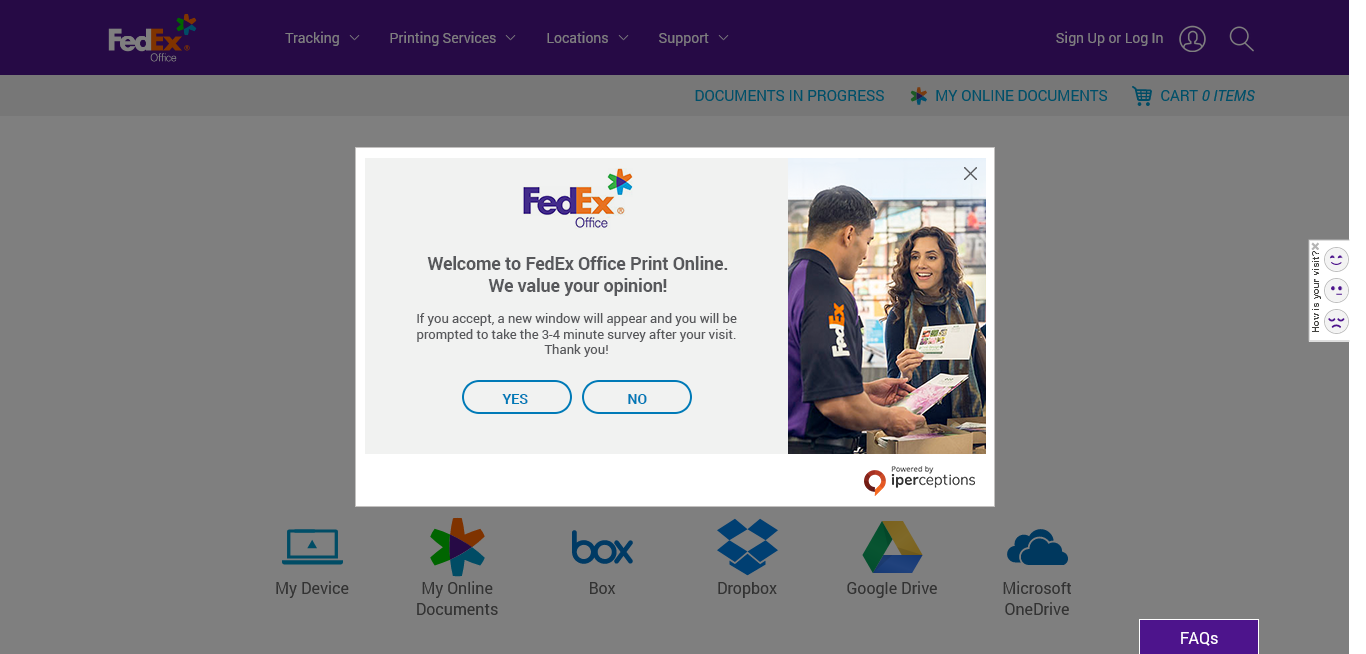 FedEx
Office
Tracking
Printing Services
Locations
Support
Sign Up or Log In
DOCUMENTS IN PROGRESS
MY ONLINE DOCUMENTS
CART 0 ITEMS
FedEx®
Office
Welcome to FedEx Office Print Online.
We value your opinion!
If you accept, a new window will appear and you will be
prompted to take the 3-4 minute survey after your visit.
Thank you!
YES
NO
FedEx
Powered by
iperceptions
How is your visit?
My Device
My Online
Documents
box
Box
Dropbox
Google Drive
Microsoft
OneDrive
FAQs